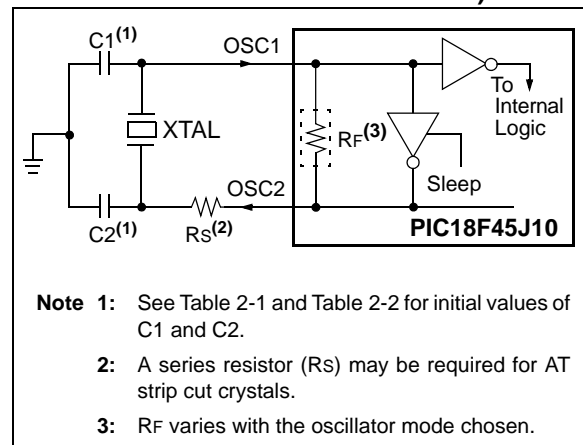 C1(1)
OSC1
To
Internal
Logic
XTAL
RF(3)
Sleep
OSC2
C2(1)
RS(2)
PIC18F45J10
Note 1: See Table 2-1 and Table 2-2 for initial values of
C1 and C2.
2: A series resistor (RS) may be required for AT
strip cut crystals.
3: RF varies with the oscillator mode chosen.